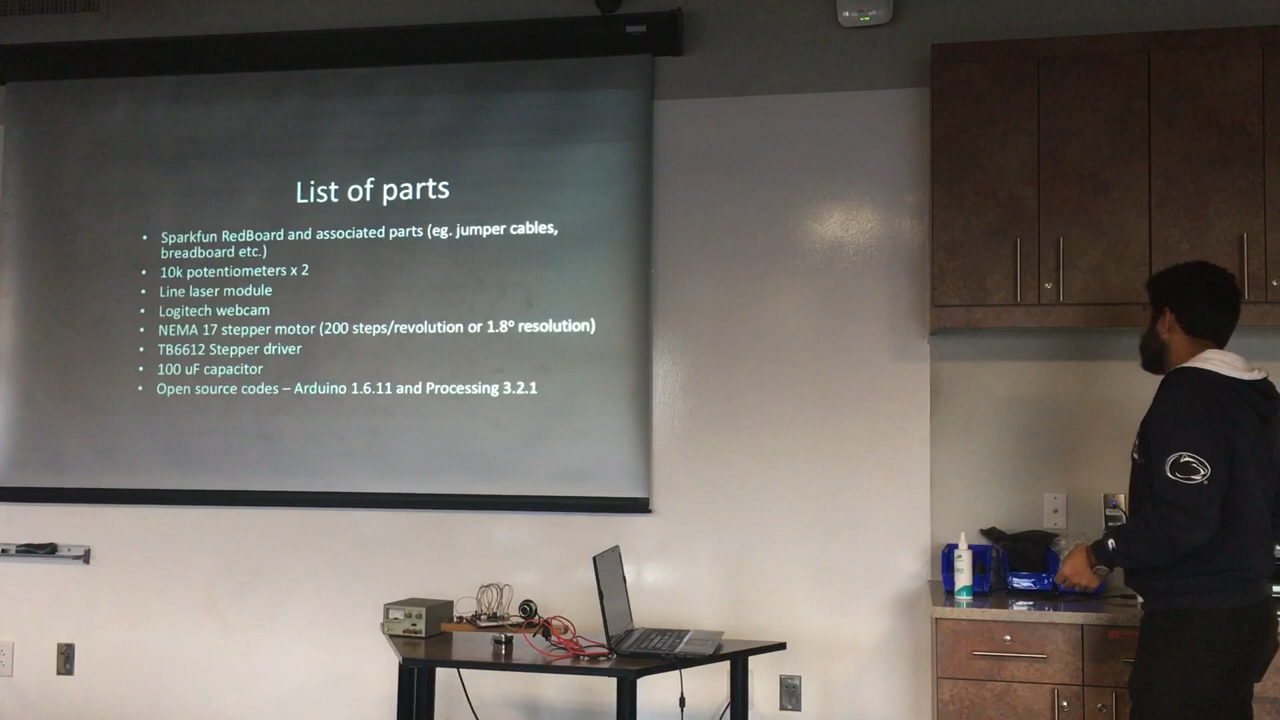 List of parts
• Sparkfun RedBoard and associated parts (eg. jumper cables,
breadboard etc.)
• 10k potentiometers x 2
• Line laser module
• Logitech webcam
• NEMA 17 stepper motor (200 steps/revolution or 1.8º resolution)
• TB6612 Stepper driver
• 100 uF capacitor
• Open source codes – Arduino 1.6.11 and Processing 3.2.1